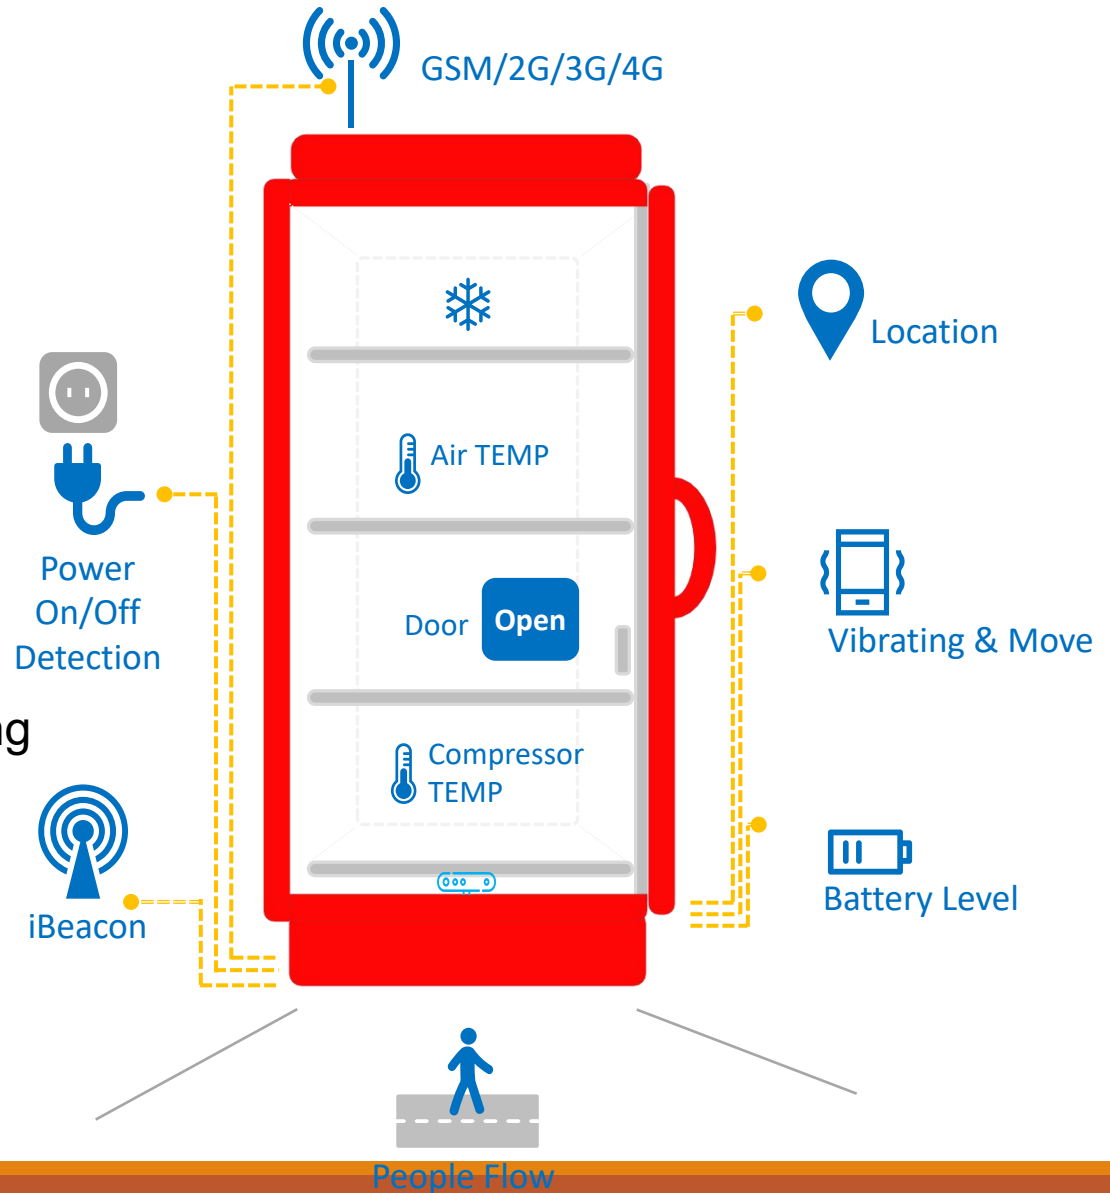 GSM/2G/3G/4G
Location
Air TEMP
Power
On/Off
Detection
Door
Open
Vibrating & Move
Compressor
TEMP
iBeacon
Battery Level
People Flow